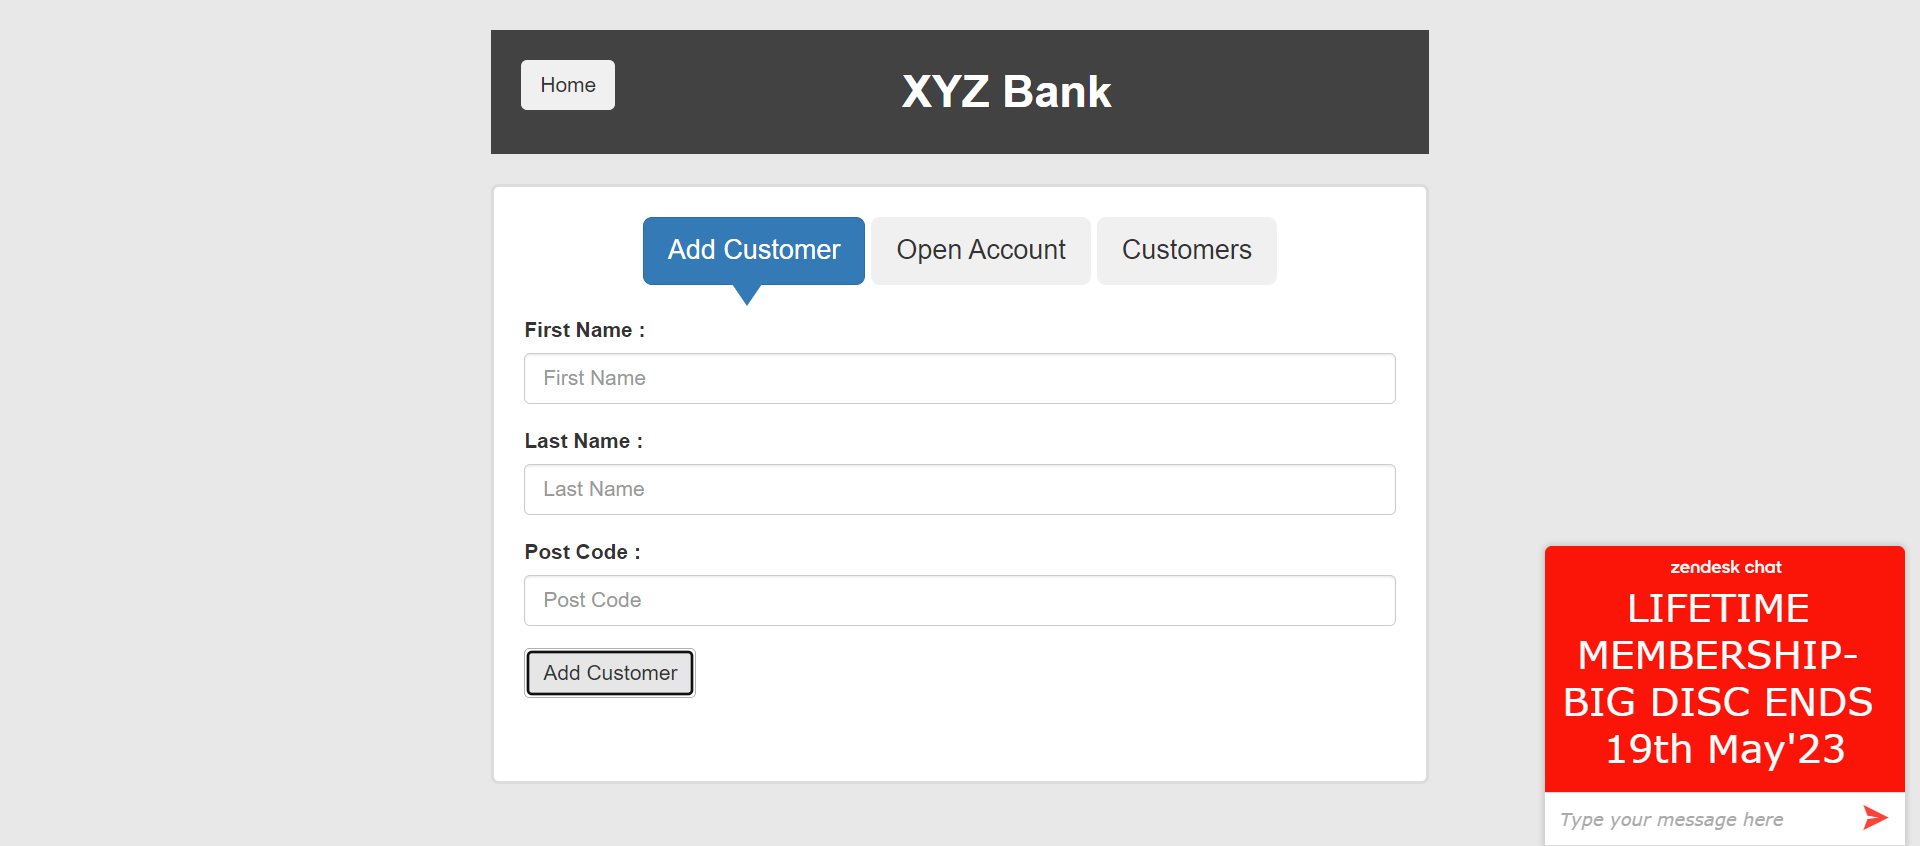 Home
XYZ Bank
Add Customer
Open Account
Customers
First Name :
First Name
Last Name :
Last Name
Post Code :
Post Code
Add Customer
zendesk chat
LIFETIME
MEMBERSHIP-
BIG DISC ENDS
19th May'23
Type your message here